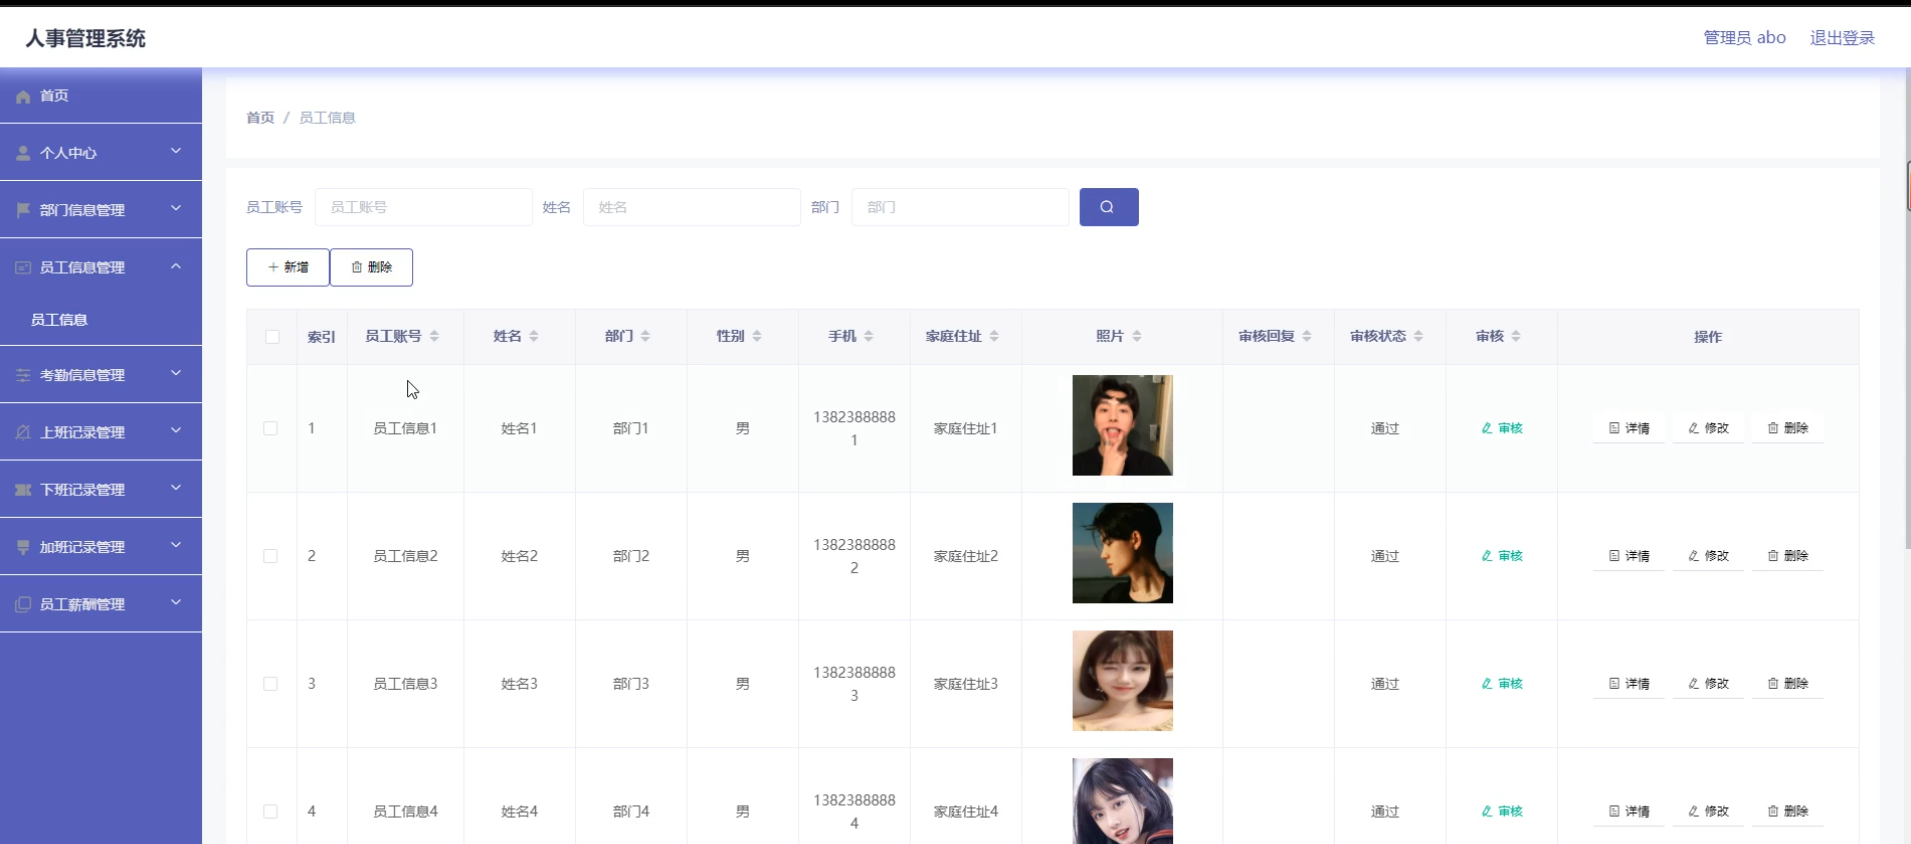 人事管理系统
管理员 abo 退出登录
首页
个人中心
部门信息管理
员工信息管理
员工信息
考勤信息管理
上班记录管理
下班记录管理
加班记录管理
员工薪酬管理
首页 / 员工信息
员工账号 员工账号 姓名 姓名 部门 部门
新增 删除
索引 员工账号 姓名 部门 性别 手机 家庭住址 照片 审核回复 审核状态 审核 操作
1 员工信息1 姓名1 部门1 男 13823888881 家庭住址1 通过 审核 详情 修改 删除
2 员工信息2 姓名2 部门2 男 13823888882 家庭住址2 通过 审核 详情 修改 删除
3 员工信息3 姓名3 部门3 男 13823888883 家庭住址3 通过 审核 详情 修改 删除
4 员工信息4 姓名4 部门4 男 13823888884 家庭住址4 通过 审核 详情 修改 删除